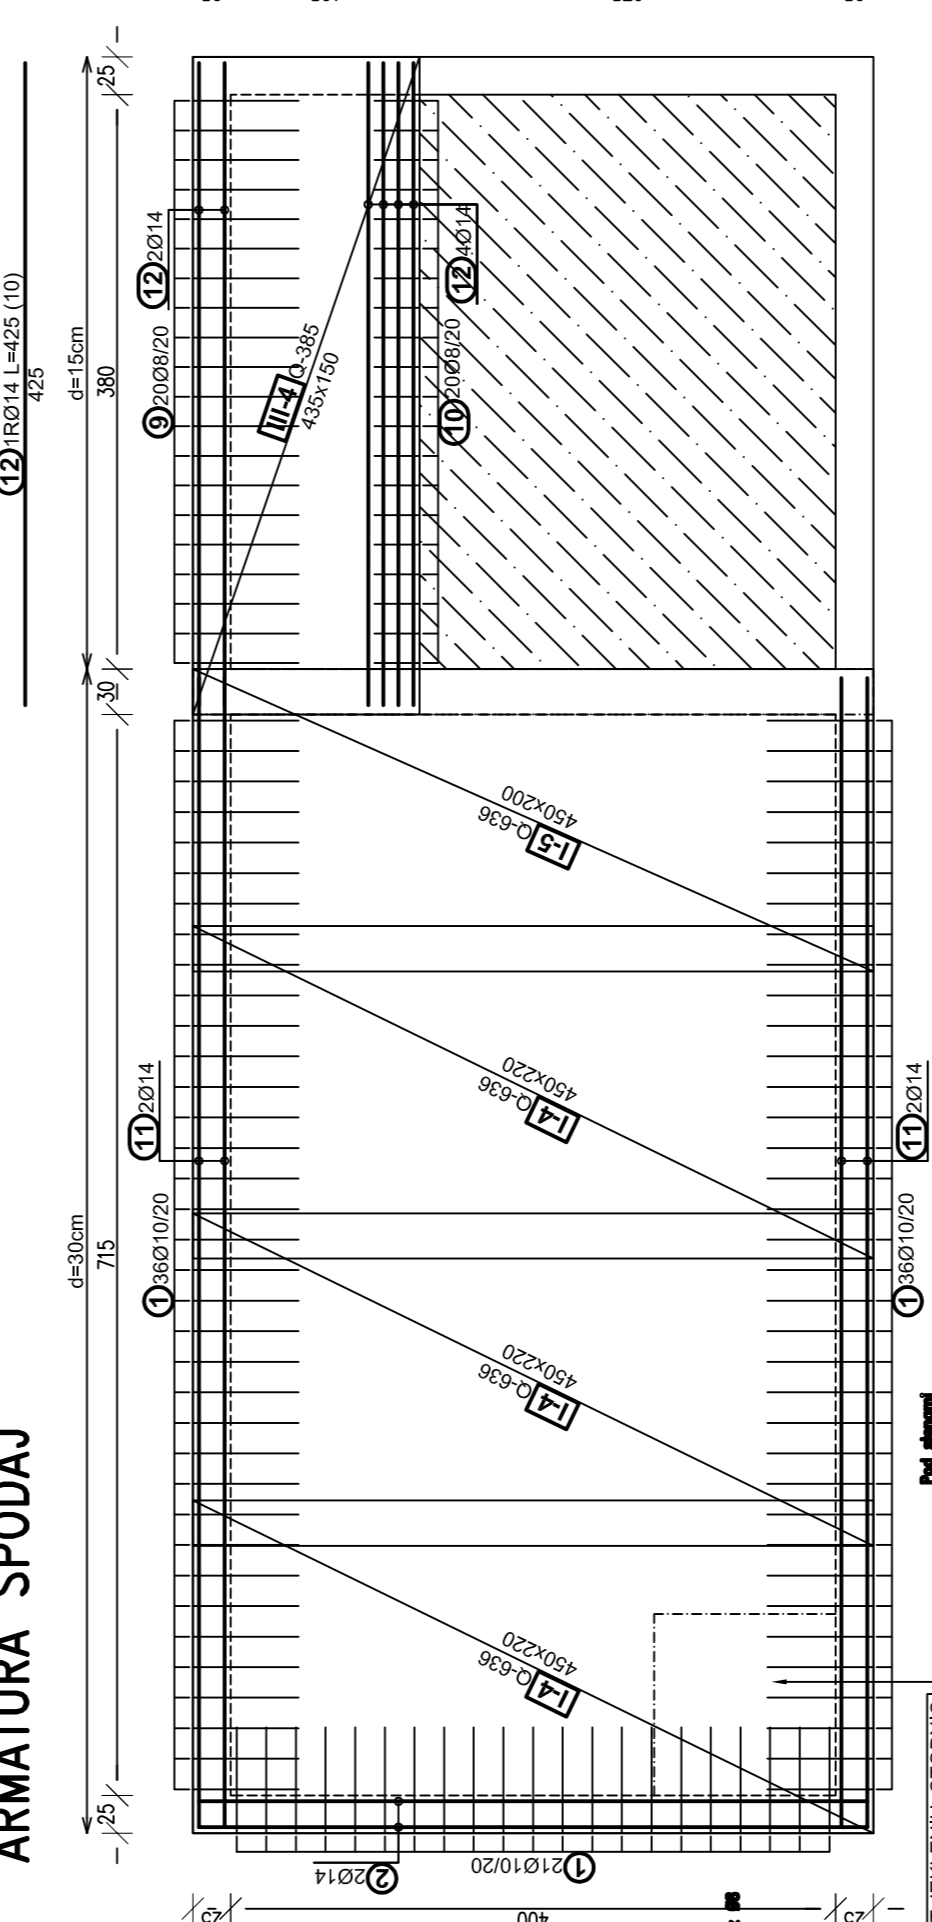 ARMATURA SPODAJ
12 1RØ14 L=425 (10)
425
25
d=15cm
380
30
d=30cm
715
25
12 2Ø14
9 20Ø8/20
III-4 Q-385
435x150
12 4Ø14
10 20Ø8/20
450x200
Q-636
I-5
11 2Ø14
1 36Ø10/20
450x220
Q-636
I-4
11 2Ø14
1 36Ø10/20
450x220
Q-636
I-4
450x220
Q-636
I-4
2 2Ø14
1 21Ø10/20
25
400
25
Pod stenami